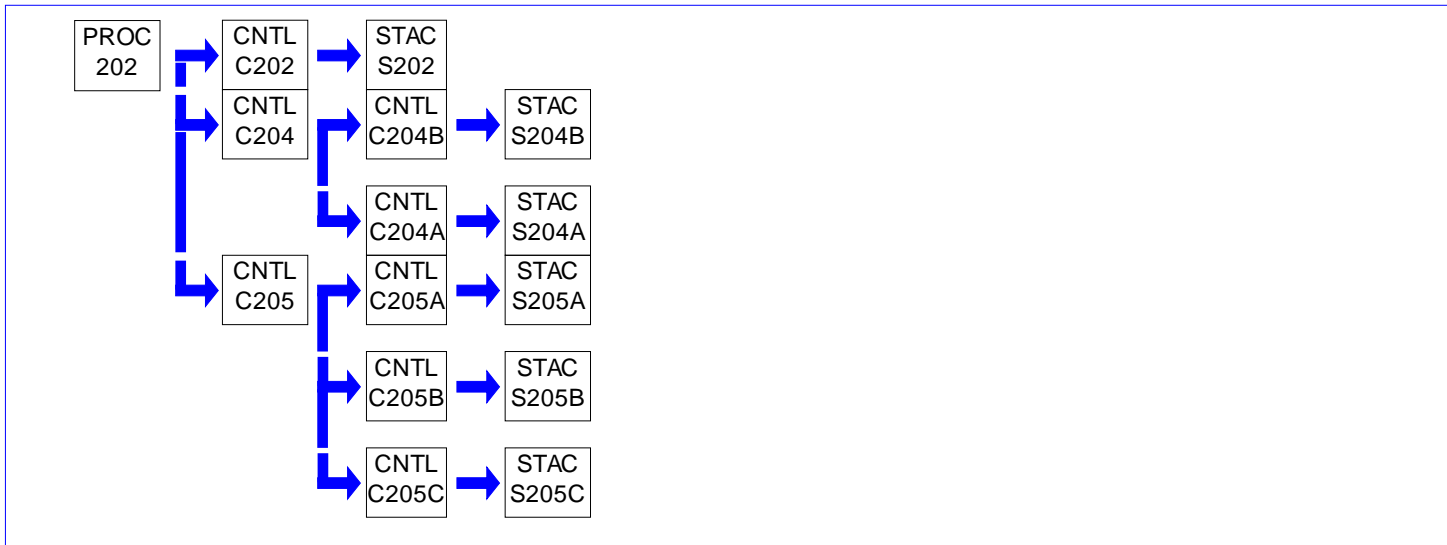 PROC
202
CNTL
C202
STAC
S202
CNTL
C204
CNTL
C204B
STAC
S204B
CNTL
C204A
STAC
S204A
CNTL
C205
CNTL
C205A
STAC
S205A
CNTL
C205B
STAC
S205B
CNTL
C205C
STAC
S205C